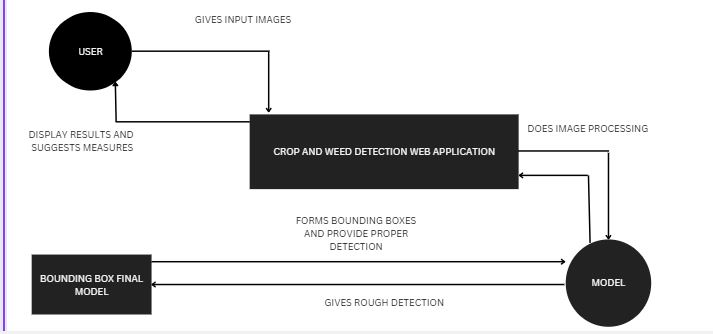 GIVES INPUT IMAGES
USER
DISPLAY RESULTS AND
SUGGESTS MEASURES
DOES IMAGE PROCESSING
CROP AND WEED DETECTION WEB APPLICATION
FORMS BOUNDING BOXES
AND PROVIDE PROPER
DETECTION
BOUNDING BOX FINAL
MODEL
MODEL
GIVES ROUGH DETECTION